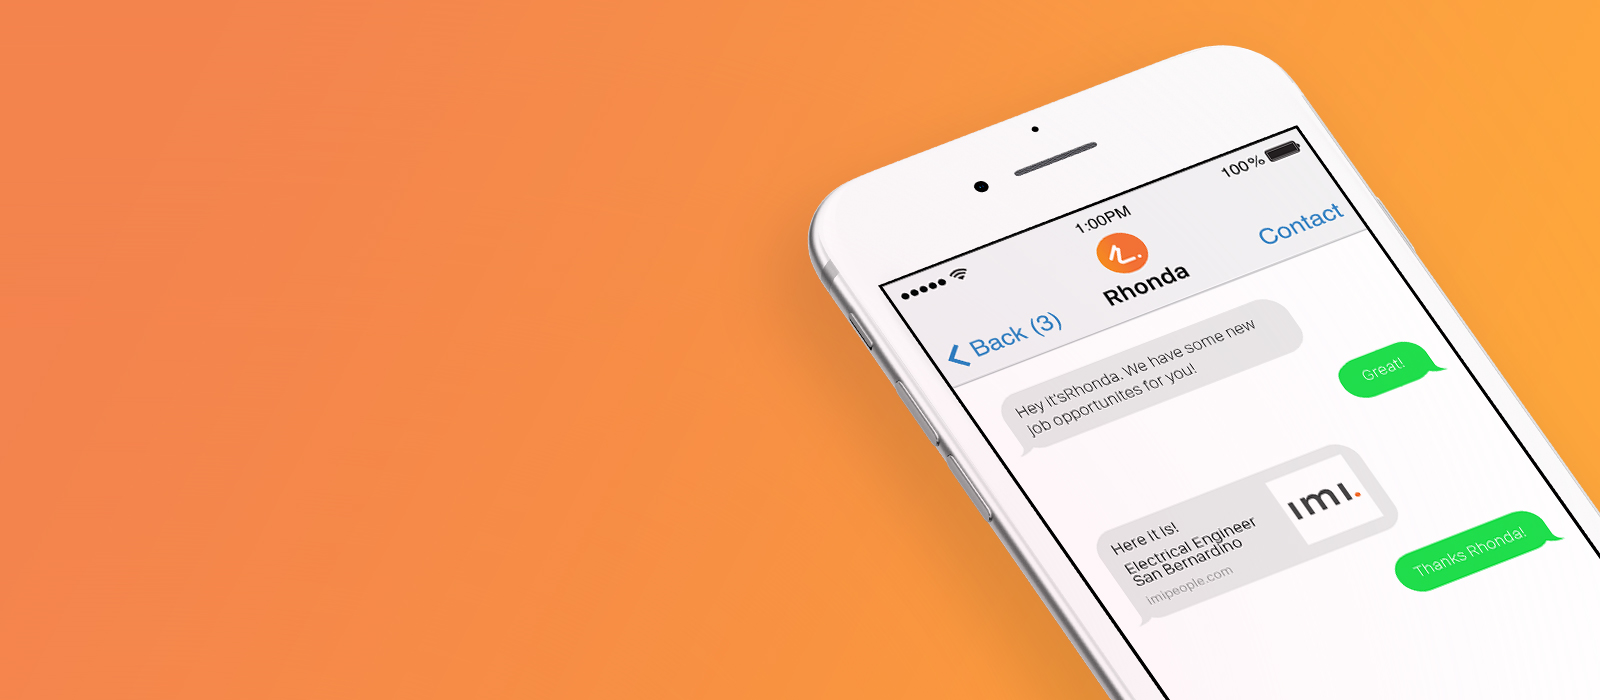 100%
1:00PM
Contact
Rhonda
Back (3)
Hey it'sRhonda. We have some new
job opportunites for you!
Great!
Here it Is!
Electrical Engineer
San Bernardino
imipeople.com
ımı.
Thanks Rhonda!